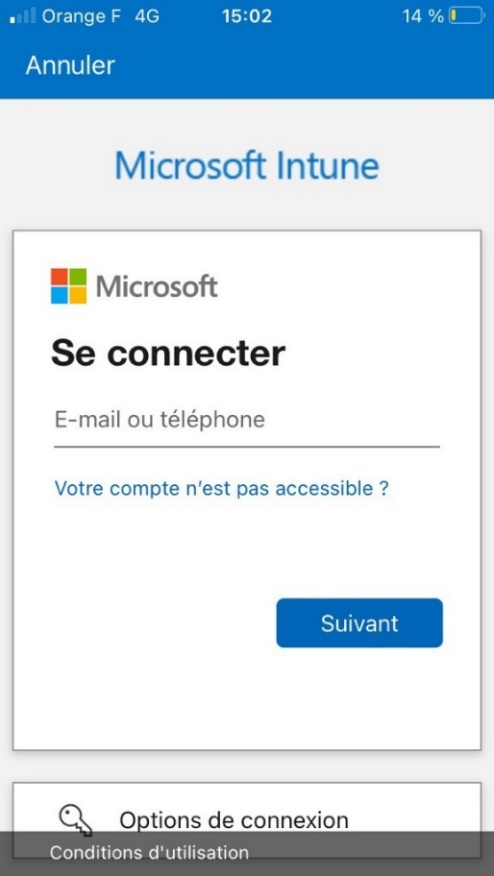 Orange F 4G 15:02 14 %
Annuler
Microsoft Intune
Microsoft
Se connecter
E-mail ou téléphone
Votre compte n'est pas accessible ?
Suivant
Options de connexion
Conditions d'utilisation